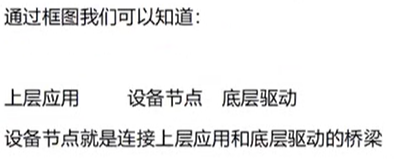 通过框图我们可以知道：
上层应用 设备节点 底层驱动
设备节点就是连接上层应用和底层驱动的桥梁